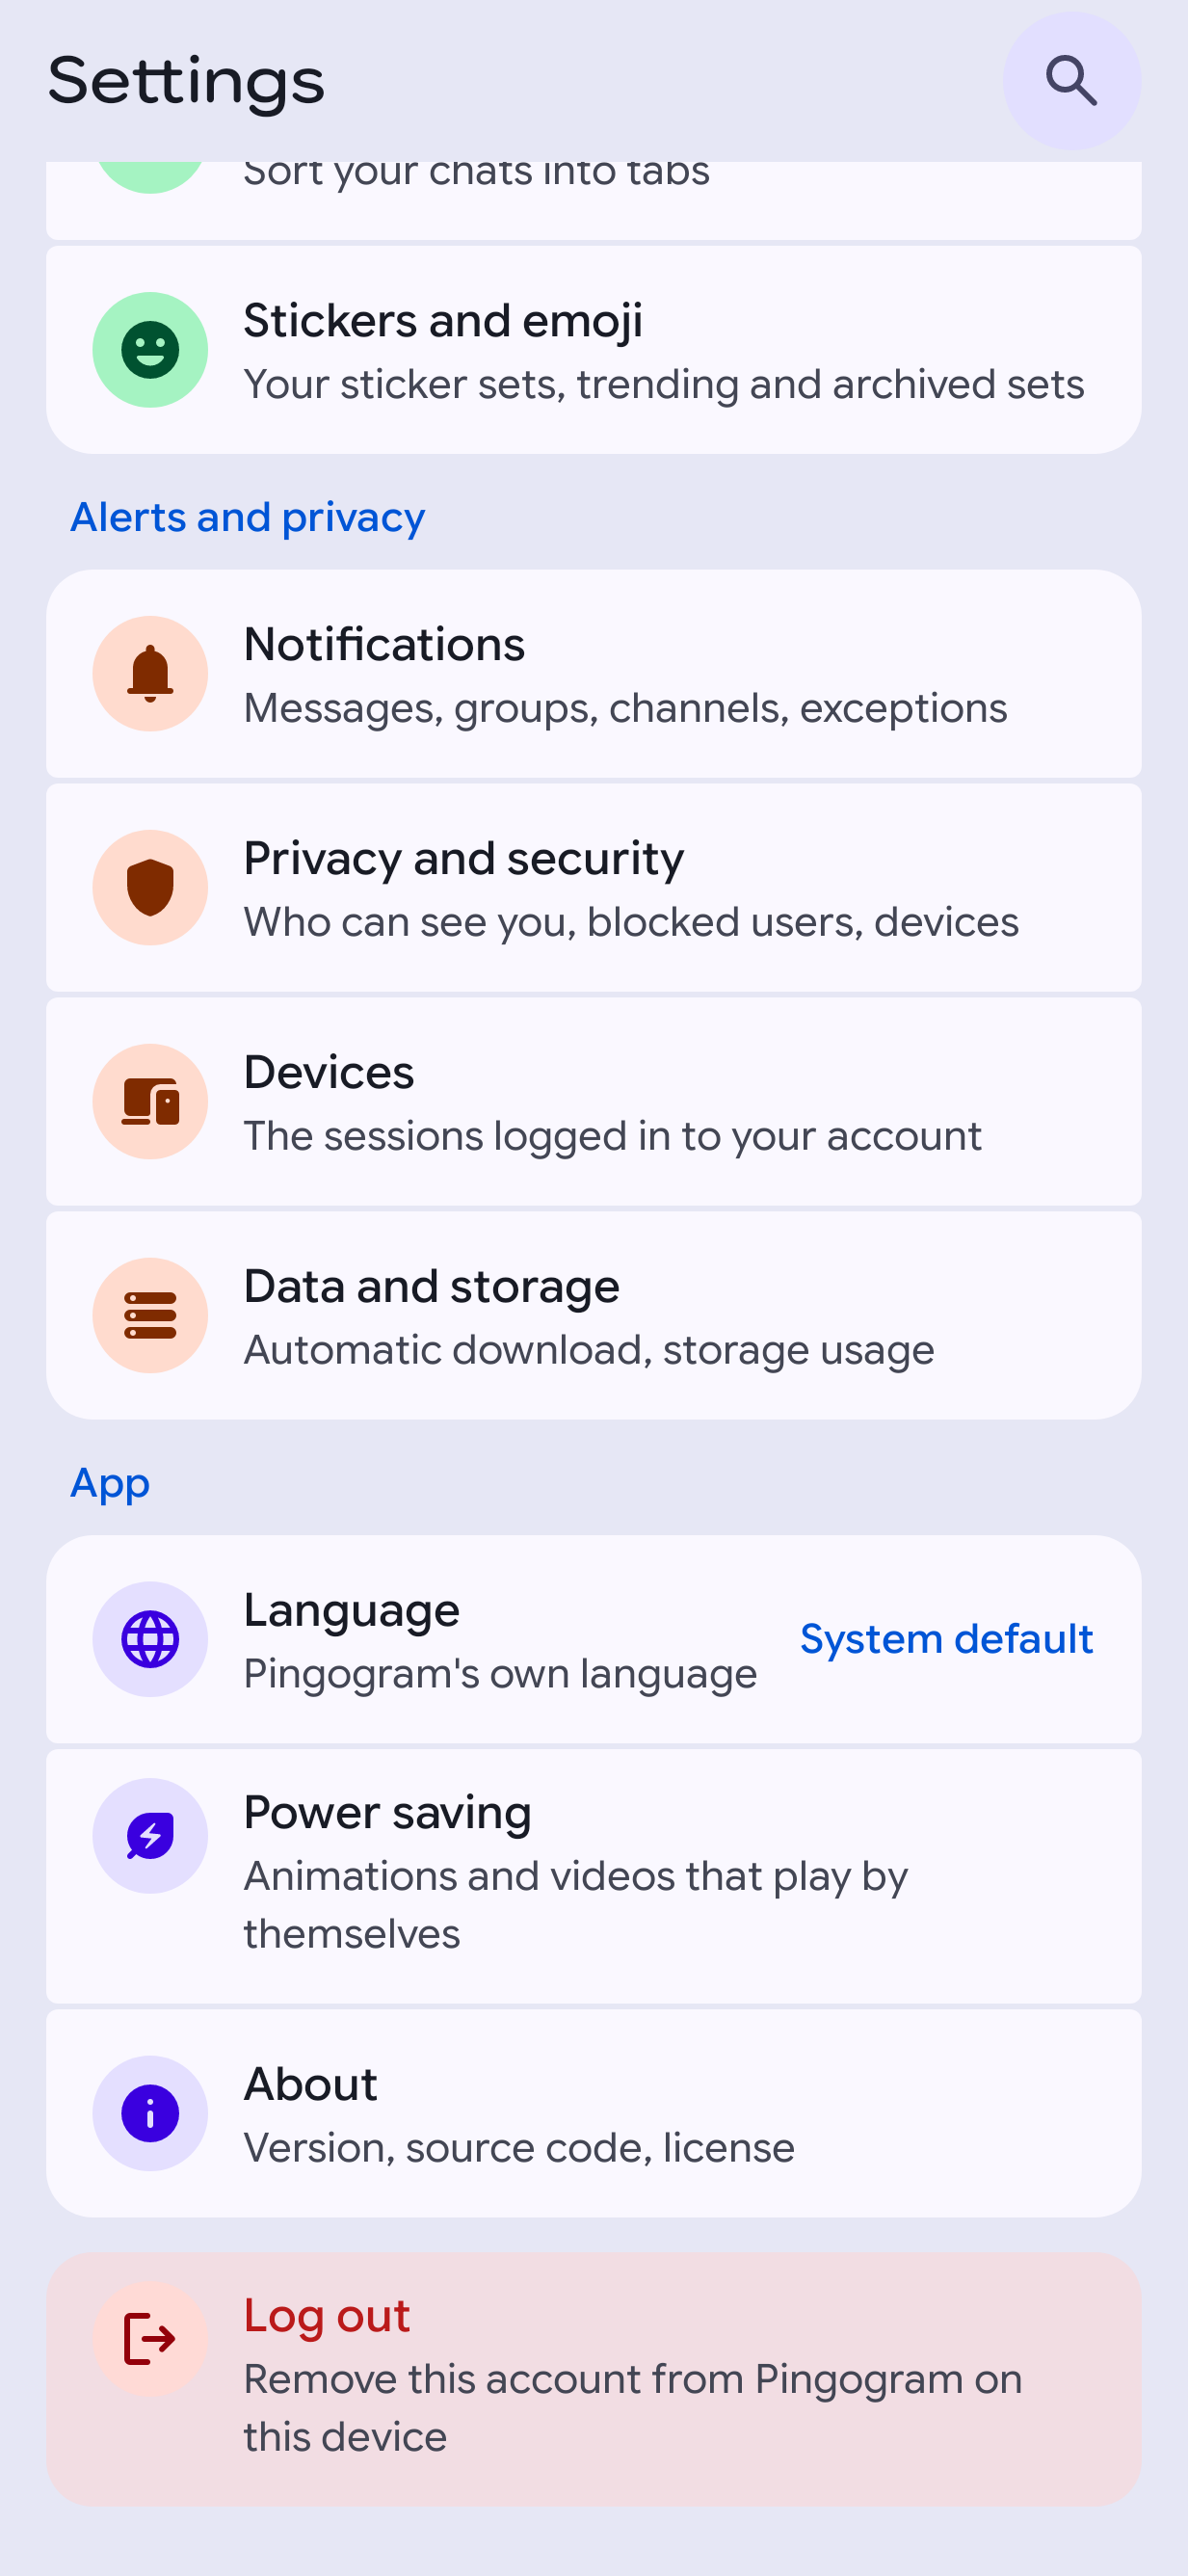 Settings
Sort your chats into tabs
Stickers and emoji
Your sticker sets, trending and archived sets
Alerts and privacy
Notifications
Messages, groups, channels, exceptions
Privacy and security
Who can see you, blocked users, devices
Devices
The sessions logged in to your account
Data and storage
Automatic download, storage usage
App
Language
Pingogram's own language
System default
Power saving
Animations and videos that play by
themselves
About
Version, source code, license
Log out
Remove this account from Pingogram on
this device